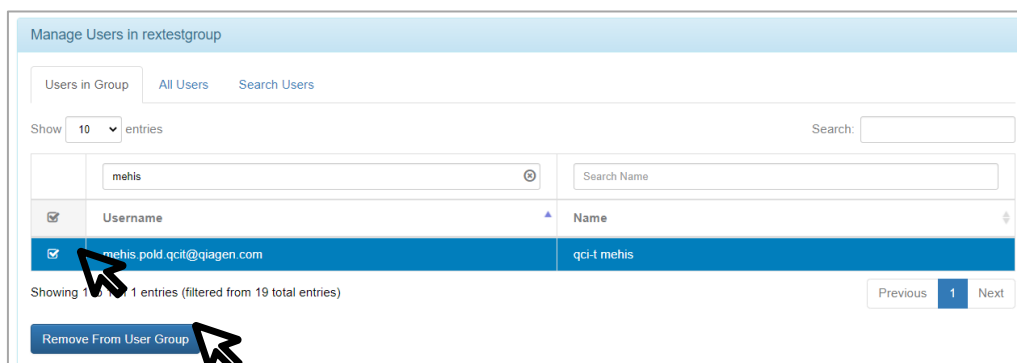 Manage Users in rextestgroup
Users in Group All Users Search Users
Show 10 entries Search:
mehis Search Name
Username Name
mehis.pold.qcit@qiagen.com qci-t mehis
Showing 1 1 entries (filtered from 19 total entries)
Previous 1 Next
Remove From User Group